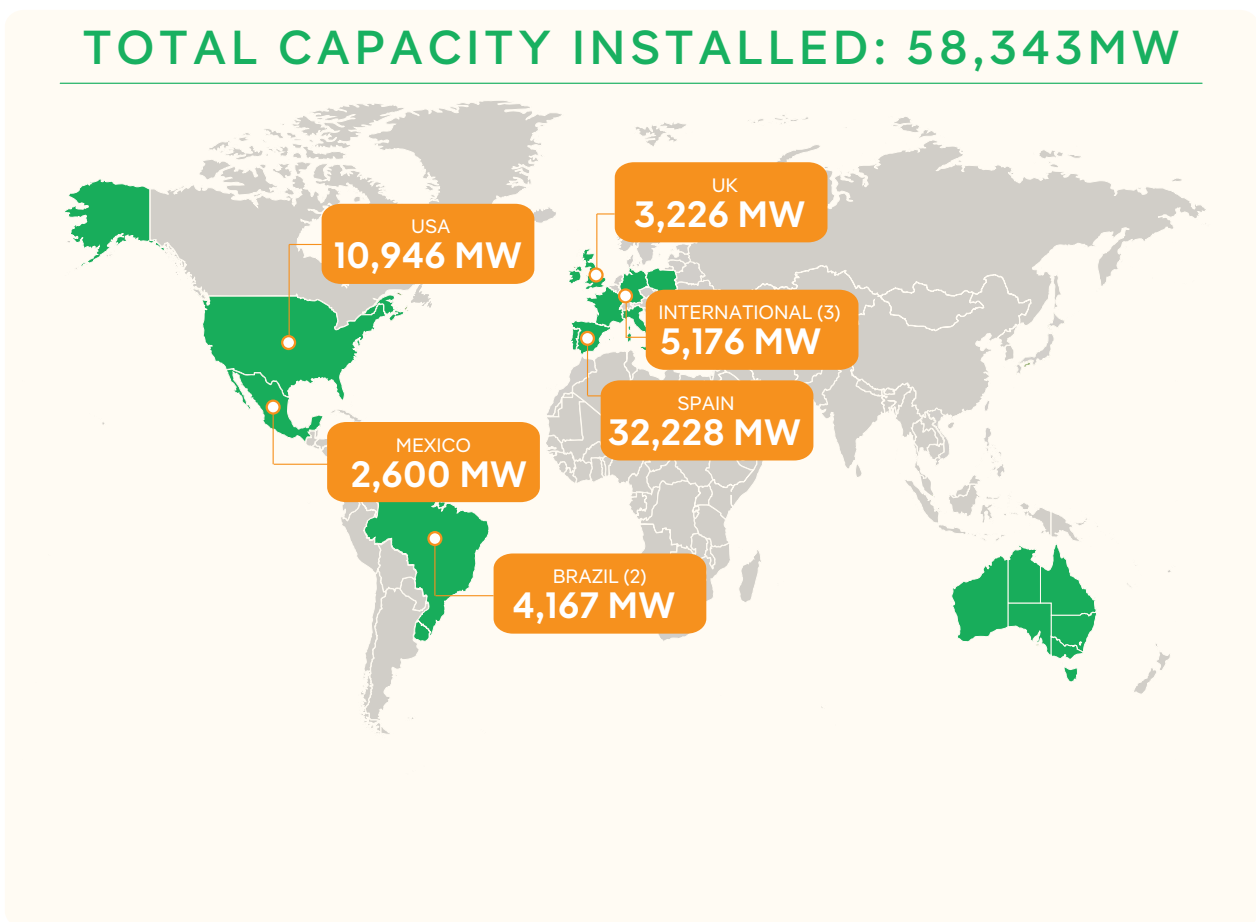 TOTAL CAPACITY INSTALLED: 58,343MW
UK
3,226 MW
USA
10,946 MW
INTERNATIONAL (3)
5,176 MW
SPAIN
32,228 MW
MEXICO
2,600 MW
BRAZIL (2)
4,167 MW